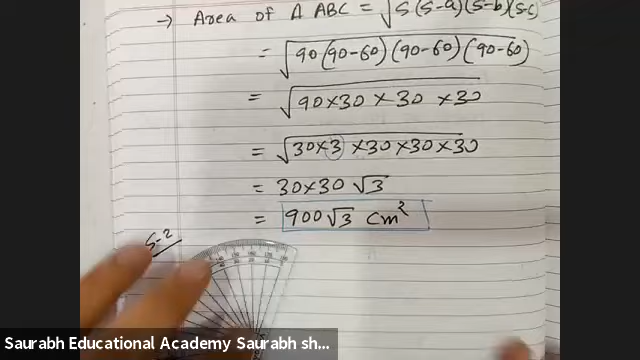 → Area of Δ ABC = √S(S-a)(S-b)(S-c)
= √90(90-60)(90-60)(90-60)
= √90×30×30×30
= √30×3×30×30×30
= 30×30√3
= 900√3 cm²
S-2
Saurabh Educational Academy Saurabh sh...